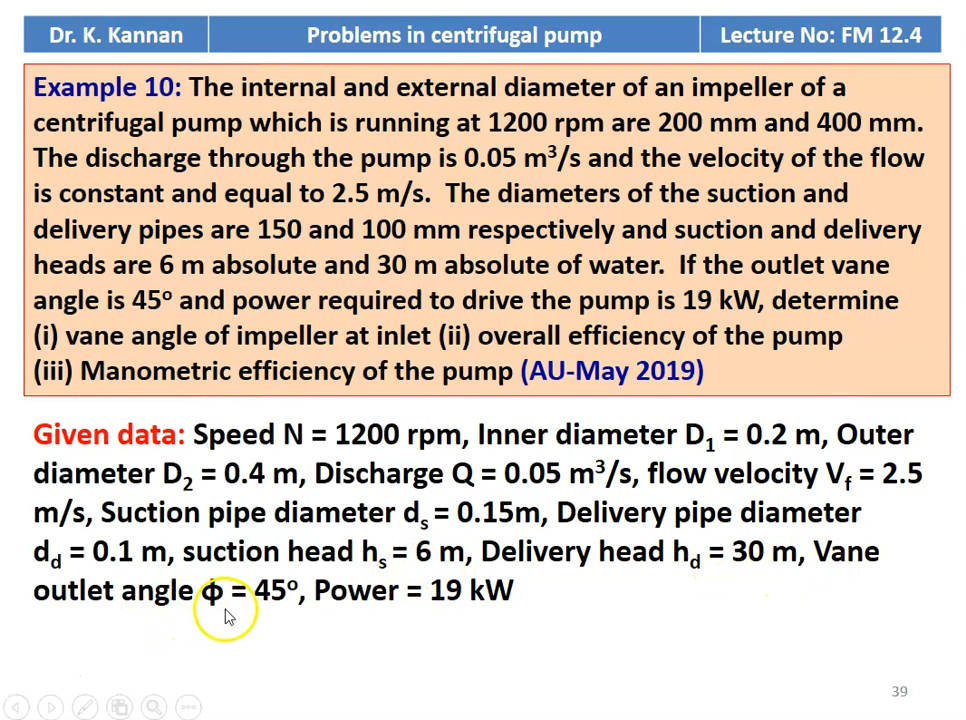 Dr. K. Kannan
Problems in centrifugal pump
Lecture No: FM 12.4
Example 10: The internal and external diameter of an impeller of a
centrifugal pump which is running at 1200 rpm are 200 mm and 400 mm.
The discharge through the pump is 0.05 m³/s and the velocity of the flow
is constant and equal to 2.5 m/s. The diameters of the suction and
delivery pipes are 150 and 100 mm respectively and suction and delivery
heads are 6 m absolute and 30 m absolute of water. If the outlet vane
angle is 45º and power required to drive the pump is 19 kW, determine
(i) vane angle of impeller at inlet (ii) overall efficiency of the pump
(iii) Manometric efficiency of the pump (AU-May 2019)
Given data: Speed N = 1200 rpm, Inner diameter D₁ = 0.2 m, Outer
diameter D₂ = 0.4 m, Discharge Q = 0.05 m³/s, flow velocity V_f = 2.5
m/s, Suction pipe diameter d_s = 0.15m, Delivery pipe diameter
d_d = 0.1 m, suction head h_s = 6 m, Delivery head h_d = 30 m, Vane
outlet angle ϕ = 45º, Power = 19 kW
39